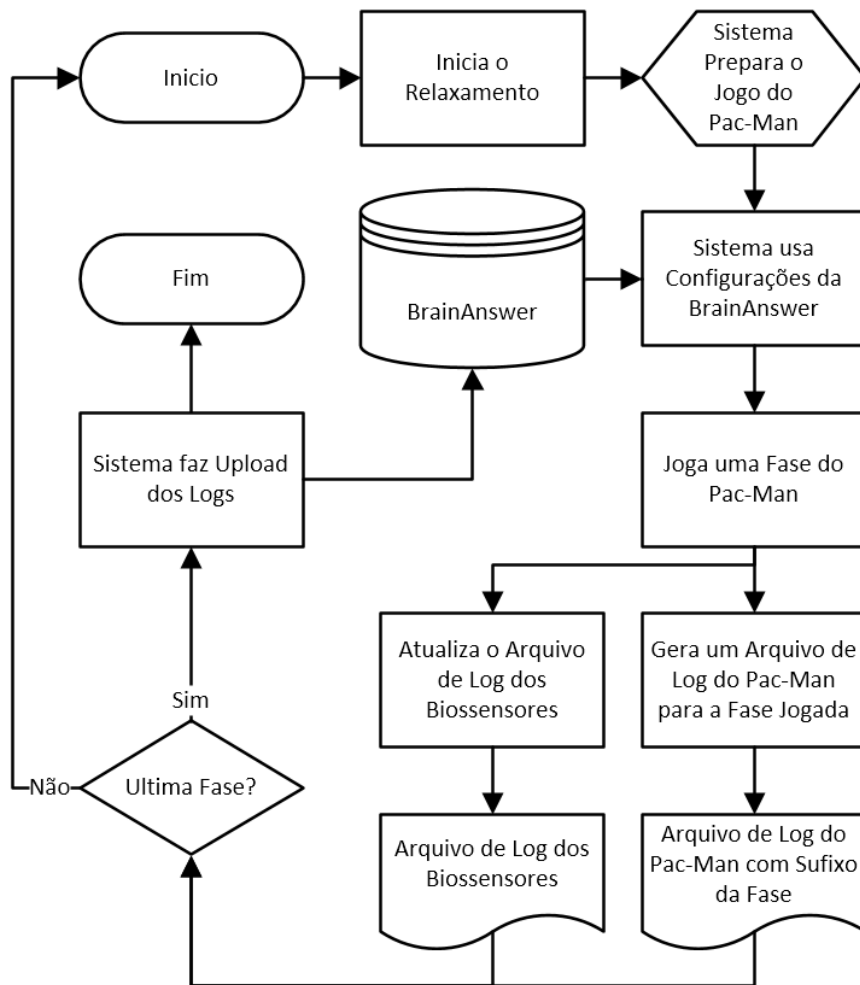 Inicio
Inicia o
Relaxamento
Sistema
Prepara o
Jogo do
Pac-Man
Fim
BrainAnswer
Sistema usa
Configurações da
BrainAnswer
Sistema faz Upload
dos Logs
Joga uma Fase do
Pac-Man
Atualiza o Arquivo
de Log dos
Biossensores
Gera um Arquivo de
Log do Pac-Man
para a Fase Jogada
Sim
Não
Ultima Fase?
Arquivo de Log dos
Biossensores
Arquivo de Log do
Pac-Man com Sufixo
da Fase